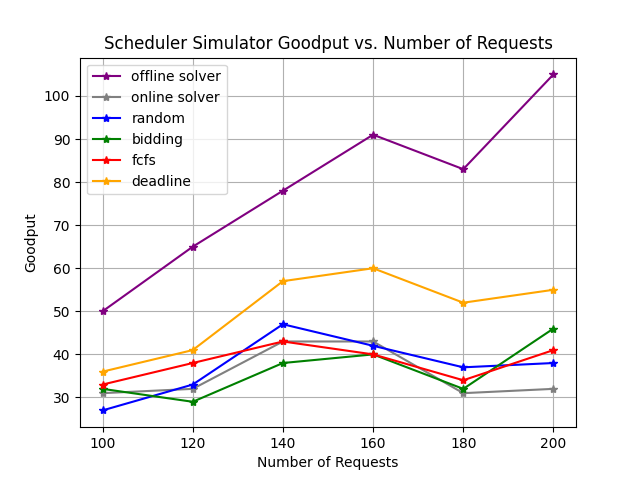 Scheduler Simulator Goodput vs. Number of Requests
offline solver
online solver
random
bidding
fcfs
deadline
Goodput
100
90
80
70
60
50
40
30
100 120 140 160 180 200
Number of Requests